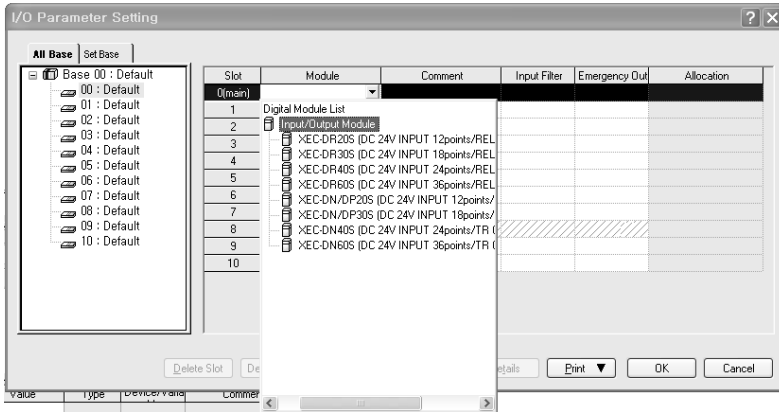 I/O Parameter Setting
All Base Set Base
Base 00 : Default
00 : Default
01 : Default
02 : Default
03 : Default
04 : Default
05 : Default
06 : Default
07 : Default
08 : Default
09 : Default
10 : Default
Slot Module Comment Input Filter Emergency Out Allocation
0(main)
1
2
3
4
5
6
7
8
9
10
Digital Module List
Input/Output Module
XEC-DR20S (DC 24V INPUT 12points/REL
XEC-DR30S (DC 24V INPUT 18points/REL
XEC-DR40S (DC 24V INPUT 24points/REL
XEC-DR60S (DC 24V INPUT 36points/REL
XEC-DN/DP20S (DC 24V INPUT 12points/
XEC-DN/DP30S (DC 24V INPUT 18points/
XEC-DN40S (DC 24V INPUT 24points/TR (
XEC-DN60S (DC 24V INPUT 36points/TR (
Delete Slot De etails Print ▼ OK Cancel
Value Type Device/Varia Commer